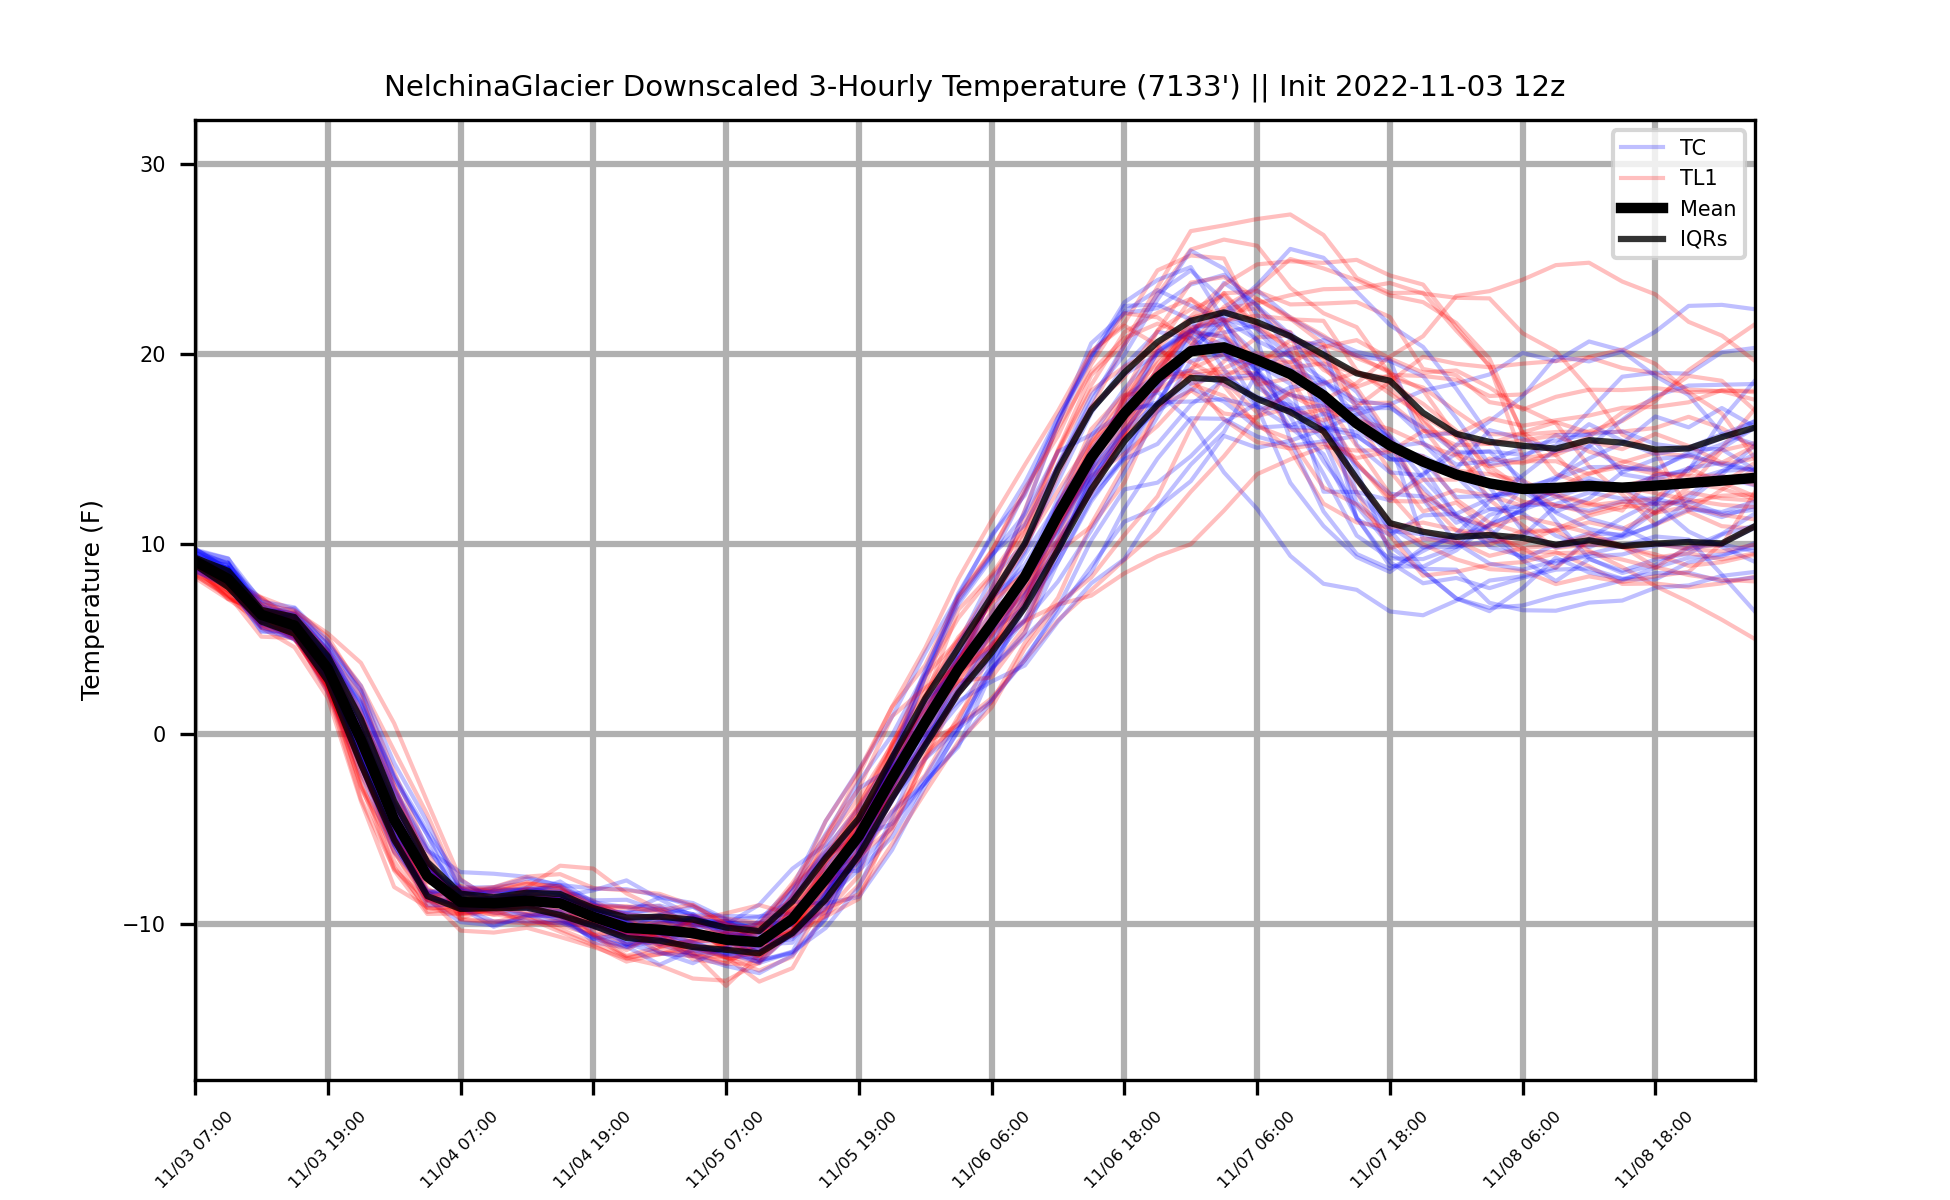 NelchinaGlacier Downscaled 3-Hourly Temperature (7133') || Init 2022-11-03 12z
TC
TL1
Mean
IQRs
Temperature (F)
30
20
10
0
−10
11/03 07:00
11/03 19:00
11/04 07:00
11/04 19:00
11/05 07:00
11/05 19:00
11/06 06:00
11/06 18:00
11/07 06:00
11/07 18:00
11/08 06:00
11/08 18:00